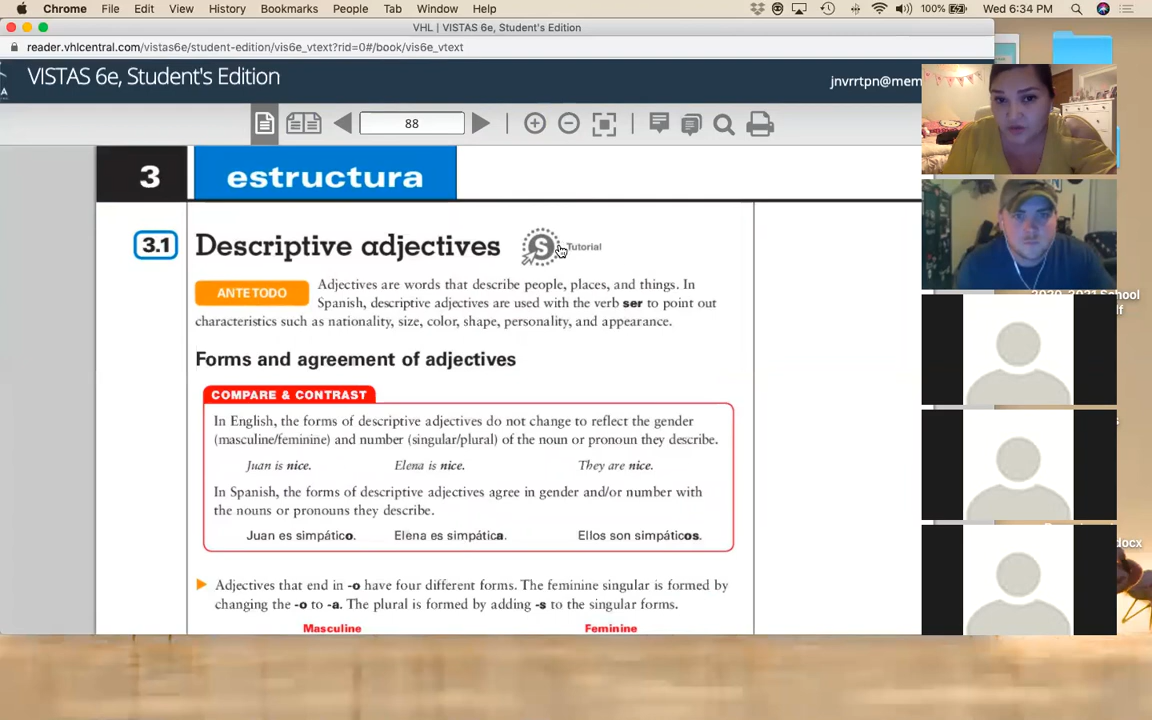 Chrome File Edit View History Bookmarks People Tab Window Help 100% Wed 6:34 PM
VHL | VISTAS 6e, Student's Edition
reader.vhlcentral.com/vistas6e/student-edition/vis6e_vtext?rid=0#/book/vis6e_vtext
VISTAS 6e, Student's Edition
jnvrrtpn@mem
88
3 estructura
3.1 Descriptive adjectives S Tutorial
ANTE TODO Adjectives are words that describe people, places, and things. In
Spanish, descriptive adjectives are used with the verb ser to point out
characteristics such as nationality, size, color, shape, personality, and appearance.
Forms and agreement of adjectives
COMPARE & CONTRAST
In English, the forms of descriptive adjectives do not change to reflect the gender
(masculine/feminine) and number (singular/plural) of the noun or pronoun they describe.
Juan is nice. Elena is nice. They are nice.
In Spanish, the forms of descriptive adjectives agree in gender and/or number with
the nouns or pronouns they describe.
Juan es simpático. Elena es simpática. Ellos son simpáticos.
Adjectives that end in -o have four different forms. The feminine singular is formed by
changing the -o to -a. The plural is formed by adding -s to the singular forms.
Masculine Feminine
School
docx